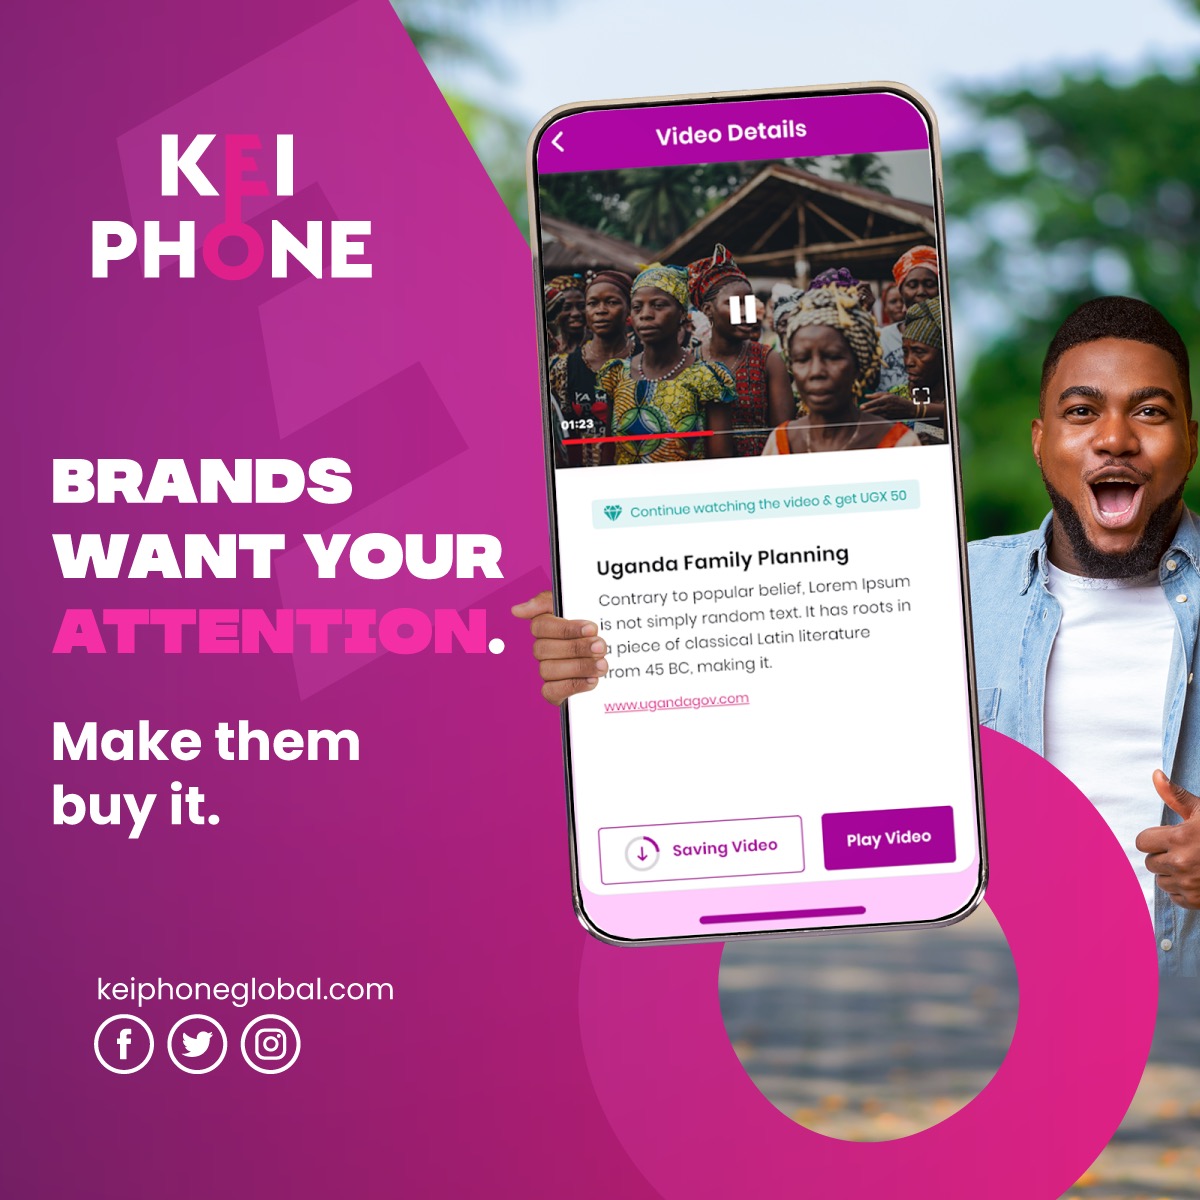 KEI
PHONE
BRANDS
WANT YOUR
ATTENTION.
Make them
buy it.
keiphoneglobal.com
Video Details
01:23
Continue watching the video & get UGX 50
Uganda Family Planning
Contrary to popular belief, Lorem Ipsum
is not simply random text. It has roots in
a piece of classical Latin literature
from 45 BC, making it.
www.ugandagov.com
Saving Video
Play Video